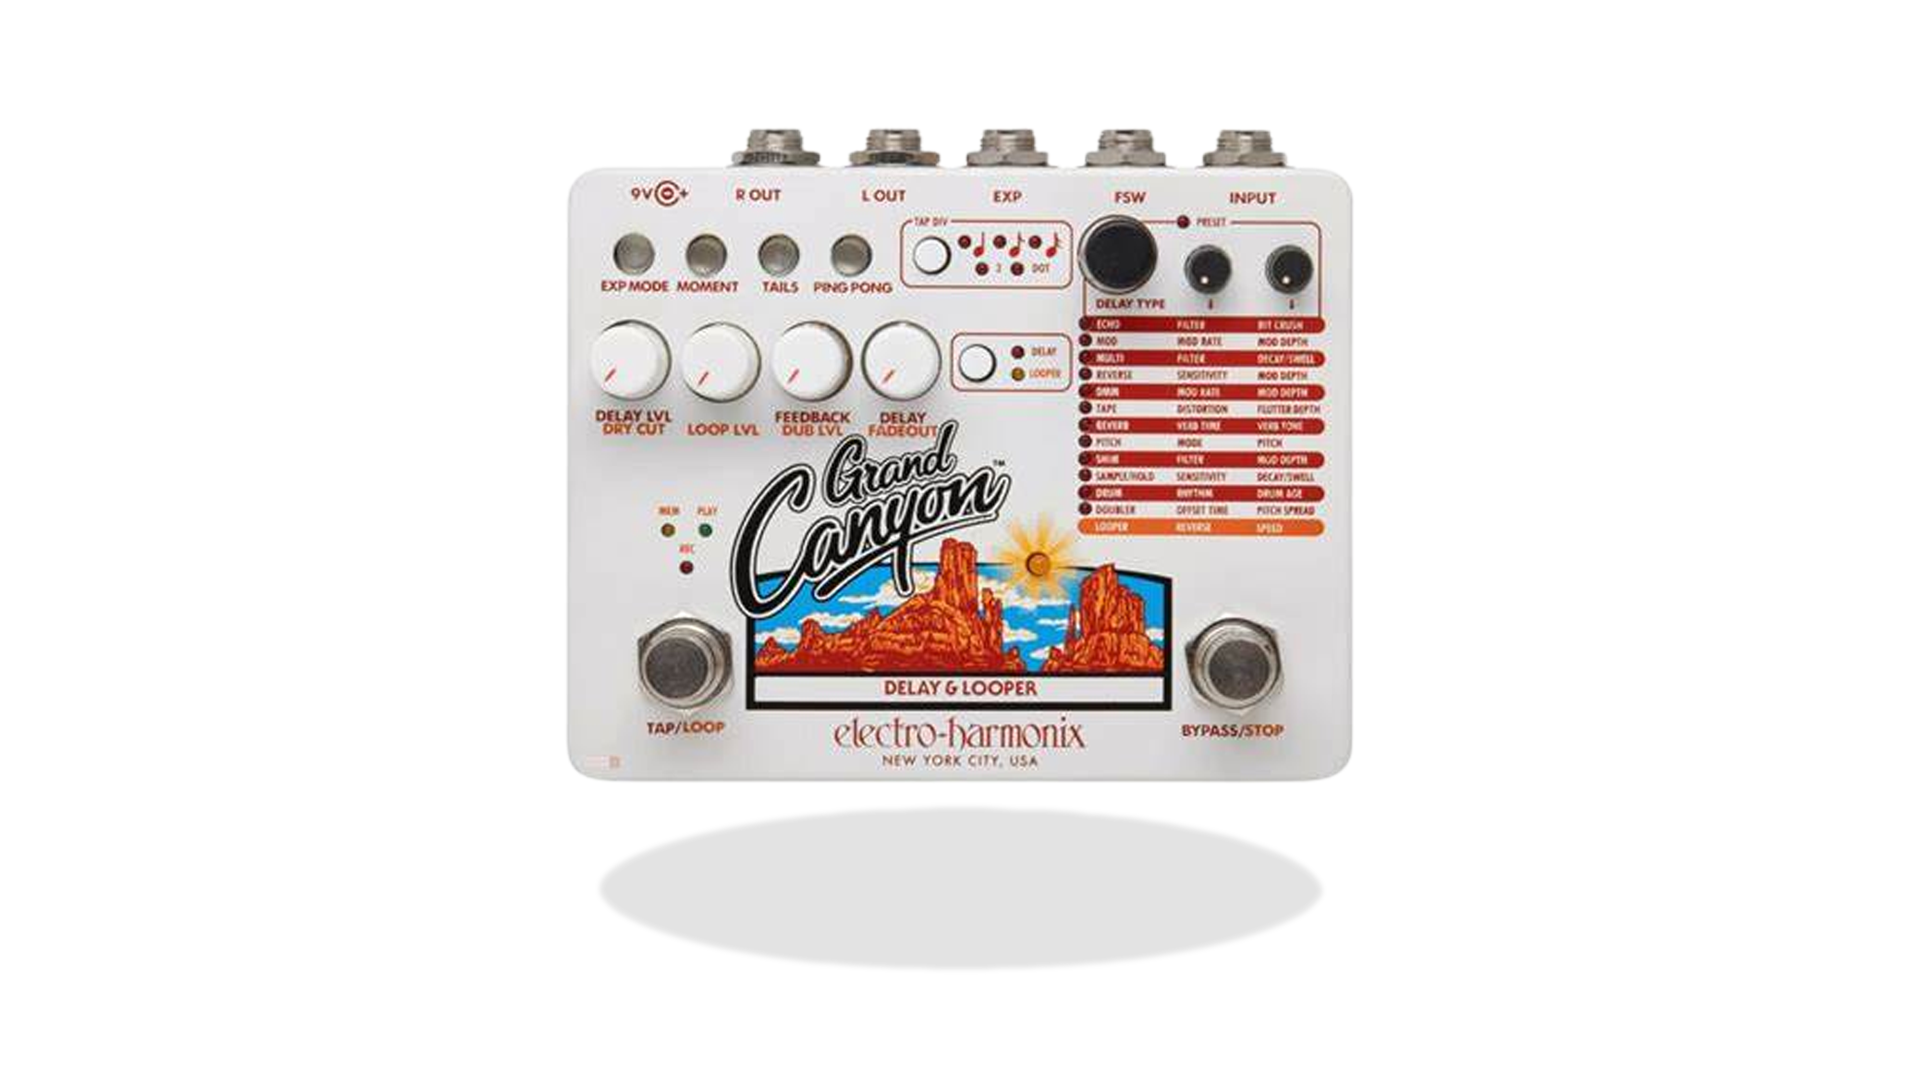 9V +
R OUT
L OUT
EXP
FSW
INPUT
TAP DIV
PRESET
3 DOT
EXP MODE
MOMENT
TAILS
PING PONG
DELAY TYPE
DELAY
LOOPER
DELAY LVL
DRY CUT
LOOP LVL
FEEDBACK
DUB LVL
DELAY
FADEOUT
ECHO FILTER BIT CRUSH
MOD MOD RATE MOD DEPTH
MULTI FILTER DECAY/SWELL
REVERSE SENSITIVITY MOD DEPTH
DMM MOD RATE MOD DEPTH
TAPE DISTORTION FLUTTER DEPTH
REVERB VERB TIME VERB TONE
PITCH MODE PITCH
SHIM FILTER MOD DEPTH
SAMPLE/HOLD SENSITIVITY DECAY/SWELL
DRUM RHYTHM DRUM AGE
DOUBLER OFFSET TIME PITCH SPREAD
LOOPER REVERSE SPEED
Grand
Canyon™
MEM
PLAY
REC
DELAY & LOOPER
TAP/LOOP
BYPASS/STOP
electro-harmonix
NEW YORK CITY, USA